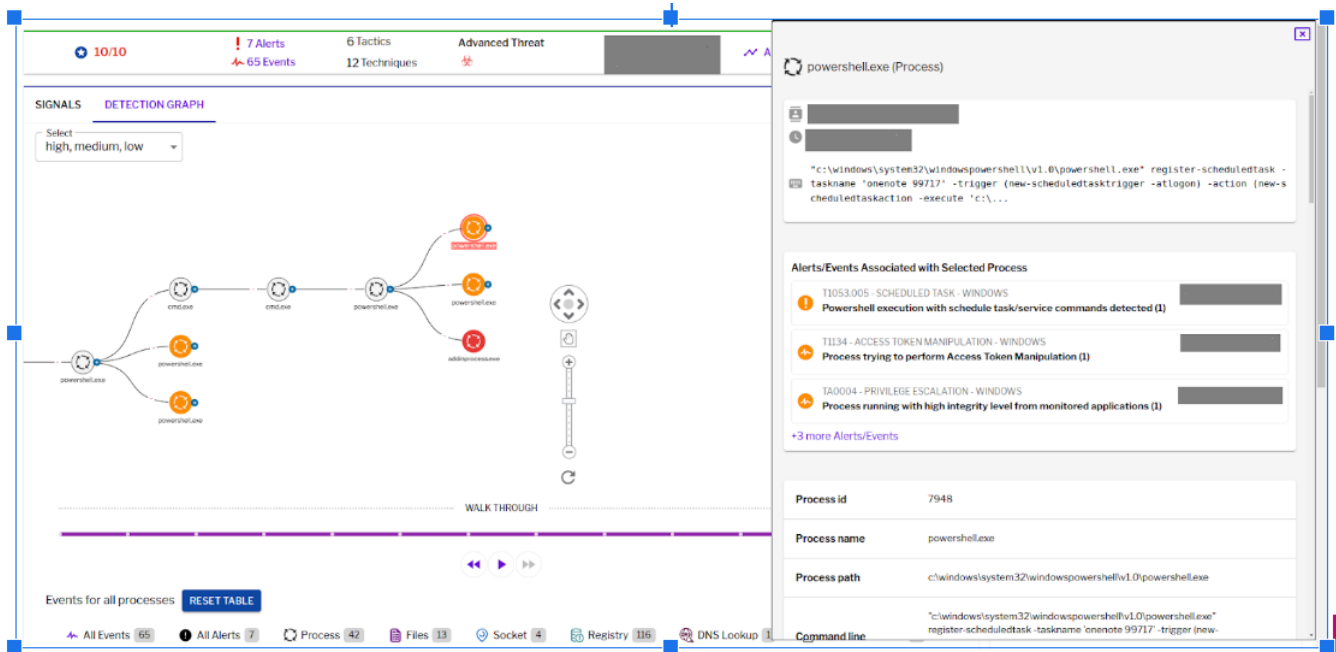 10/10
7 Alerts
65 Events
6 Tactics
12 Techniques
Advanced Threat
A
SIGNALS
DETECTION GRAPH
Select
high, medium, low
powershell.exe
cmd.exe
cmd.exe
powershell.exe
powershell.exe
powershell.exe
addinprocess.exe
powershell.exe
powershell.exe
powershell.exe
WALK THROUGH
Events for all processes
RESET TABLE
All Events 65
All Alerts 7
Process 42
Files 13
Socket 4
Registry 116
DNS Lookup 1
powershell.exe (Process)
"c:\windows\system32\windowspowershell\v1.0\powershell.exe" register-scheduledtask -
taskname 'onenote 99717' -trigger (new-scheduledtasktrigger -atlogon) -action (new-s
cheduledtaskaction -execute 'c:\...
Alerts/Events Associated with Selected Process
T1053.005 - SCHEDULED TASK - WINDOWS
Powershell execution with schedule task/service commands detected (1)
T1134 - ACCESS TOKEN MANIPULATION - WINDOWS
Process trying to perform Access Token Manipulation (1)
TA0004 - PRIVILEGE ESCALATION - WINDOWS
Process running with high integrity level from monitored applications (1)
+3 more Alerts/Events
Process id
7948
Process name
powershell.exe
Process path
c:\windows\system32\windowspowershell\v1.0\powershell.exe
Command line
"c:\windows\system32\windowspowershell\v1.0\powershell.exe"
register-scheduledtask -taskname 'onenote 99717' -trigger (new-